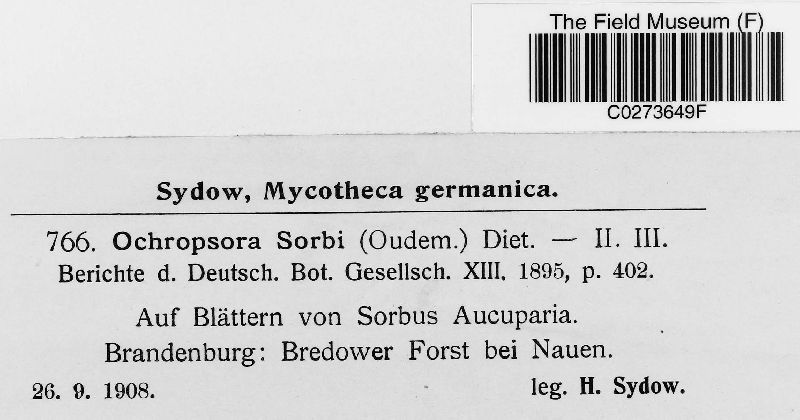 The Field Museum (F)
C0273649F
Sydow, Mycotheca germanica.
766. Ochropsora Sorbi (Oudem.) Diet. — II. III.
Berichte d. Deutsch. Bot. Gesellsch. XIII, 1895, p. 402.
Auf Blättern von Sorbus Aucuparia.
Brandenburg: Bredower Forst bei Nauen.
26. 9. 1908. leg. H. Sydow.